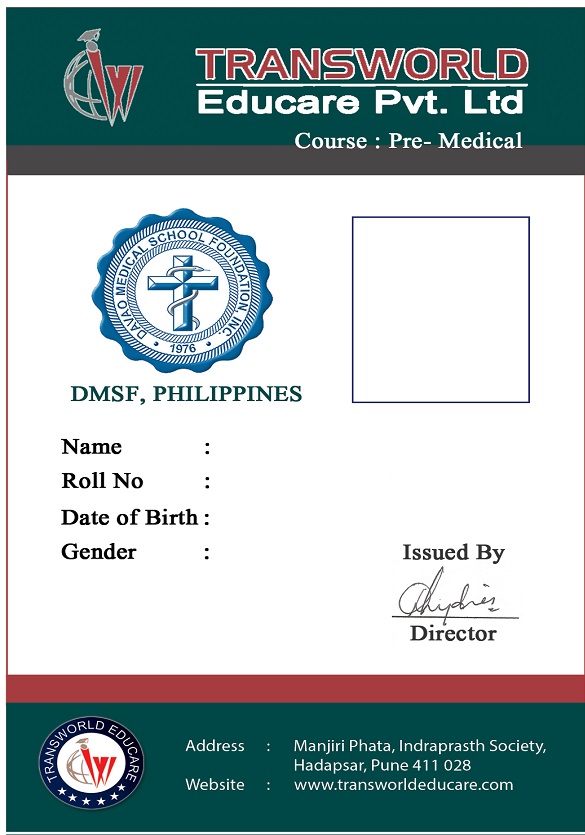 TRANSWORLD
Educare Pvt. Ltd
Course : Pre- Medical
DAVAO MEDICAL SCHOOL FOUNDATION, INC.
1976
DMSF, PHILIPPINES
Name :
Roll No :
Date of Birth :
Gender :
Issued By
Director
TRANSWORLD EDUCARE
Address : Manjiri Phata, Indraprasth Society,
Hadapsar, Pune 411 028
Website : www.transworldeducare.com